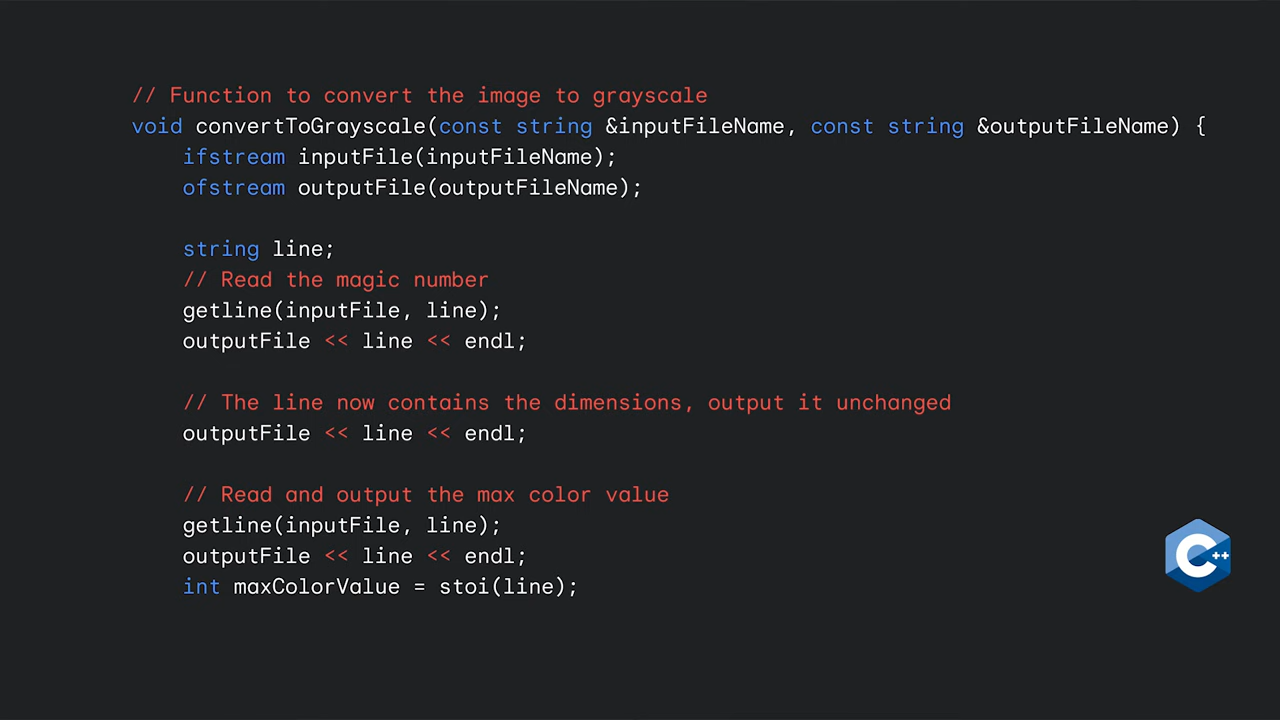 // Function to convert the image to grayscale
void convertToGrayscale(const string &inputFileName, const string &outputFileName) {
    ifstream inputFile(inputFileName);
    ofstream outputFile(outputFileName);

    string line;
    // Read the magic number
    getline(inputFile, line);
    outputFile << line << endl;

    // The line now contains the dimensions, output it unchanged
    outputFile << line << endl;

    // Read and output the max color value
    getline(inputFile, line);
    outputFile << line << endl;
    int maxColorValue = stoi(line);
C++